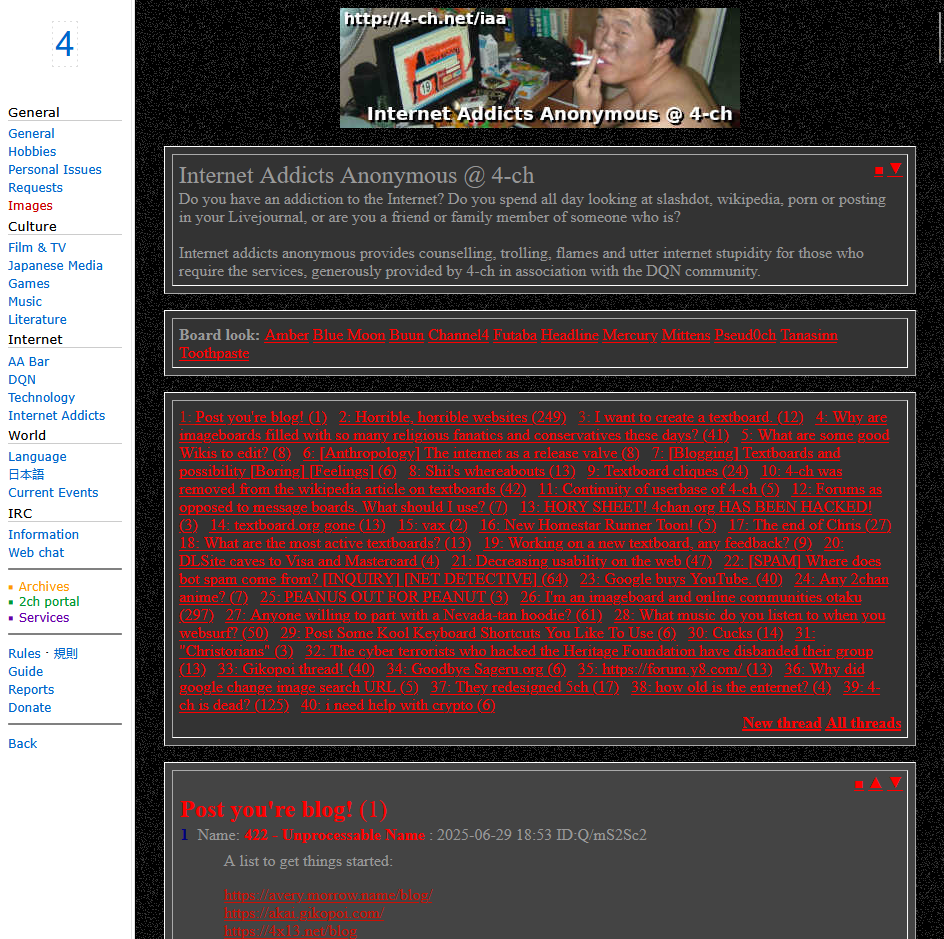 4
General
General
Hobbies
Personal Issues
Requests
Images
Culture
Film & TV
Japanese Media
Games
Music
Literature
Internet
AA Bar
DQN
Technology
Internet Addicts
World
Language
日本語
Current Events
IRC
Information
Web chat
Archives
2ch portal
Services
Rules · 規則
Guide
Reports
Donate
Back
http://4-ch.net/iaa
19
Internet Addicts Anonymous @ 4-ch
Internet Addicts Anonymous @ 4-ch
■ ▼
Do you have an addiction to the Internet? Do you spend all day looking at slashdot, wikipedia, porn or posting
in your Livejournal, or are you a friend or family member of someone who is?
Internet addicts anonymous provides counselling, trolling, flames and utter internet stupidity for those who
require the services, generously provided by 4-ch in association with the DQN community.
Board look: Amber Blue Moon Buun Channel4 Futaba Headline Mercury Mittens Pseud0ch Tanasinn
Toothpaste
1: Post you're blog! (1) 2: Horrible, horrible websites (249) 3: I want to create a textboard. (12) 4: Why are
imageboards filled with so many religious fanatics and conservatives these days? (41) 5: What are some good
Wikis to edit? (8) 6: [Anthropology] The internet as a release valve (8) 7: [Blogging] Textboards and
possibility [Boring] [Feelings] (6) 8: Shii's whereabouts (13) 9: Textboard cliques (24) 10: 4-ch was
removed from the wikipedia article on textboards (42) 11: Continuity of userbase of 4-ch (5) 12: Forums as
opposed to message boards. What should I use? (7) 13: HORY SHEET! 4chan.org HAS BEEN HACKED!
(3) 14: textboard.org gone (13) 15: vax (2) 16: New Homestar Runner Toon! (5) 17: The end of Chris (27)
18: What are the most active textboards? (13) 19: Working on a new textboard, any feedback? (9) 20:
DLSite caves to Visa and Mastercard (4) 21: Decreasing usability on the web (47) 22: [SPAM] Where does
bot spam come from? [INQUIRY] [NET DETECTIVE] (64) 23: Google buys YouTube. (40) 24: Any 2chan
anime? (7) 25: PEANUS OUT FOR PEANUT (3) 26: I'm an imageboard and online communities otaku
(297) 27: Anyone willing to part with a Nevada-tan hoodie? (61) 28: What music do you listen to when you
websurf? (50) 29: Post Some Kool Keyboard Shortcuts You Like To Use (6) 30: Cucks (14) 31:
"Christorians" (3) 32: The cyber terrorists who hacked the Heritage Foundation have disbanded their group
(13) 33: Gikopoi thread! (40) 34: Goodbye Sageru.org (6) 35: https://forum.y8.com/ (13) 36: Why did
google change image search URL (5) 37: They redesigned 5ch (17) 38: how old is the enternet? (4) 39: 4-
ch is dead? (125) 40: i need help with crypto (6)
New thread All threads
■ ▲ ▼
Post you're blog! (1)
1 Name: 422 - Unprocessable Name : 2025-06-29 18:53 ID:Q/mS2Sc2
A list to get things started:
https://avery.morrow.name/blog/
https://akai.gikopoi.com/
https://4x13.net/blog